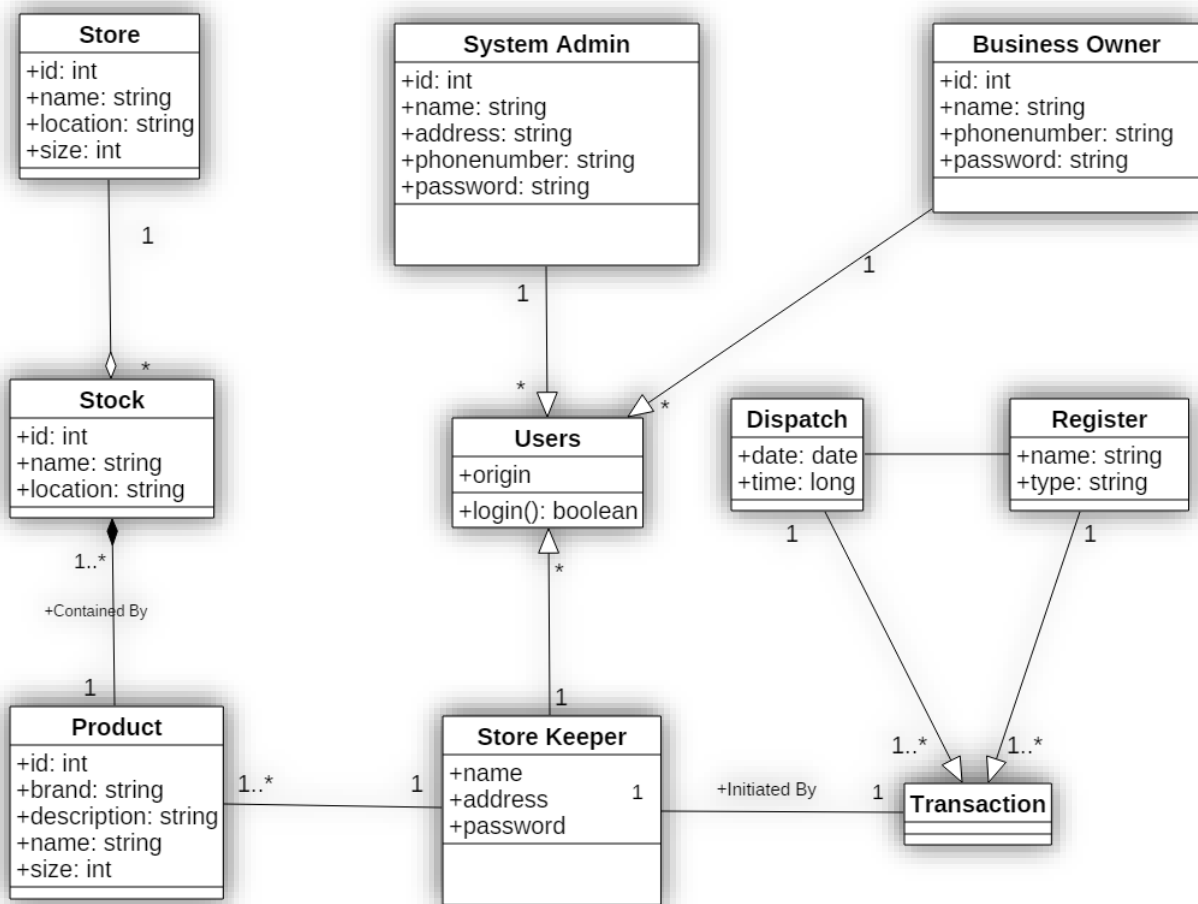 Store
+id: int
+name: string
+location: string
+size: int
System Admin
+id: int
+name: string
+address: string
+phonenumber: string
+password: string
Business Owner
+id: int
+name: string
+phonenumber: string
+password: string
1
1
1
*
*
*
Stock
+id: int
+name: string
+location: string
Users
+origin
+login(): boolean
Dispatch
+date: date
+time: long
Register
+name: string
+type: string
1..*
+Contained By
1
*
1
1
1
1..*
1..*
Product
+id: int
+brand: string
+description: string
+name: string
+size: int
1..*
1
Store Keeper
+name
+address
+password
1
+Initiated By
1
Transaction